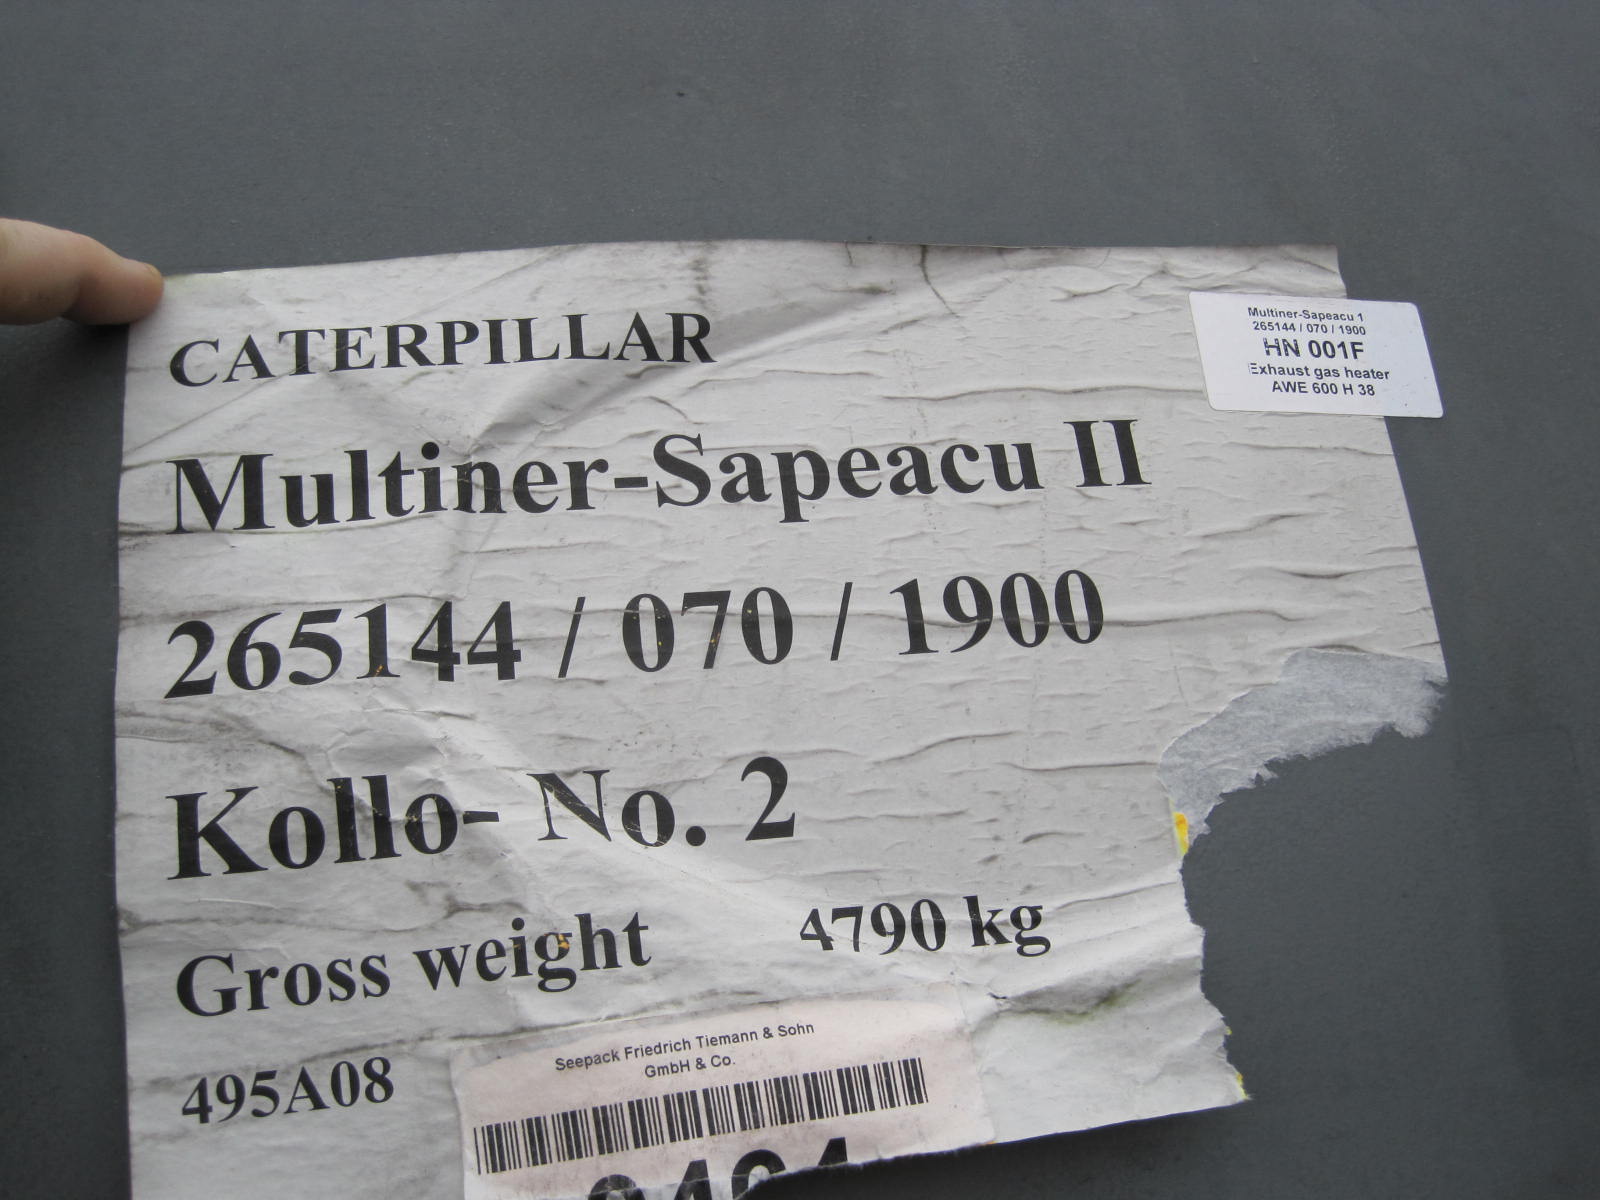 CATERPILLAR
Multiner-Sapeacu 1
265144 / 070 / 1900
HN 001F
Exhaust gas heater
AWE 600 H 38
Multiner-Sapeacu II
265144 / 070 / 1900
Kollo- No. 2
Gross weight 4790 kg
495A08
Seepack Friedrich Tiemann & Sohn
GmbH & Co.